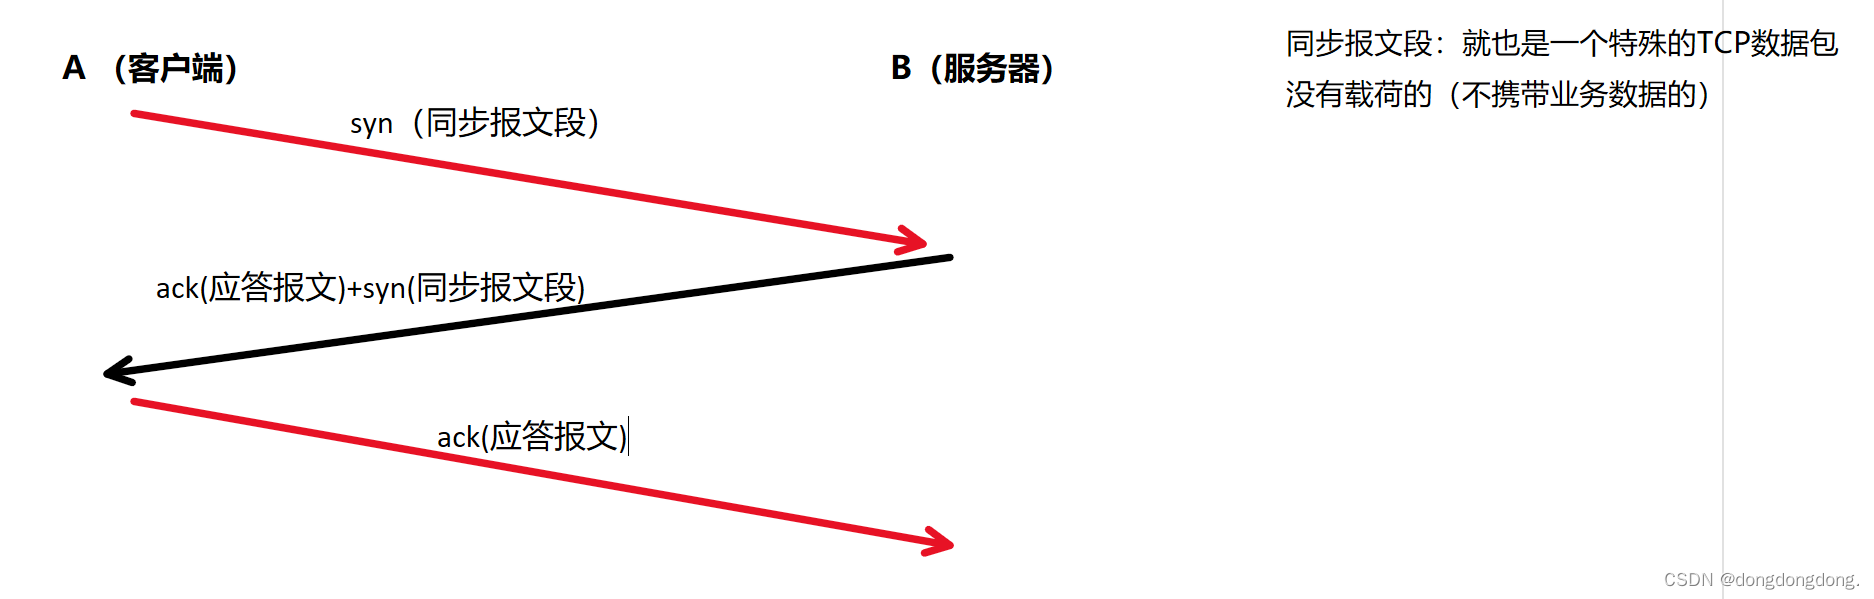 A （客户端）
B（服务器）
同步报文段：就也是一个特殊的TCP数据包
没有载荷的（不携带业务数据的）
syn（同步报文段）
ack(应答报文)+syn(同步报文段)
ack(应答报文)
CSDN @dongdongdong.